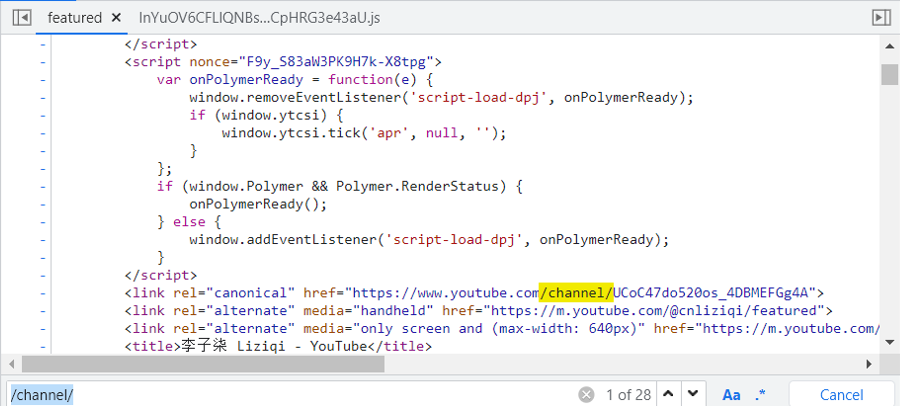 featured × InYuOV6CFLlQNBs...CpHRG3e43aU.js
</script>
<script nonce="F9y_S83aW3PK9H7k-X8tpg">
var onPolymerReady = function(e) {
window.removeEventListener('script-load-dpj', onPolymerReady);
if (window.ytcsi) {
window.ytcsi.tick('apr', null, '');
}
};
if (window.Polymer && Polymer.RenderStatus) {
onPolymerReady();
} else {
window.addEventListener('script-load-dpj', onPolymerReady);
}
</script>
<link rel="canonical" href="https://www.youtube.com/channel/UCoC47do520os_4DBMEFGg4A">
<link rel="alternate" media="handheld" href="https://m.youtube.com/@cnliziqi/featured">
<link rel="alternate" media="only screen and (max-width: 640px)" href="https://m.youtube.com/
<title>李子柒 Liziqi - YouTube</title>
/channel/ 1 of 28 Aa .* Cancel